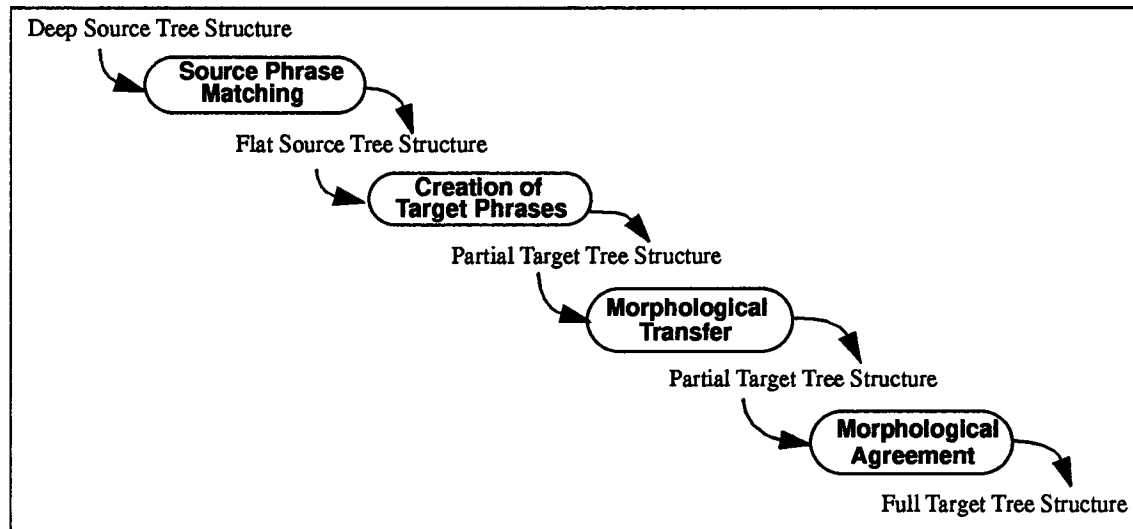 Deep Source Tree Structure
Source Phrase
Matching
Flat Source Tree Structure
Creation of
Target Phrases
Partial Target Tree Structure
Morphological
Transfer
Partial Target Tree Structure
Morphological
Agreement
Full Target Tree Structure